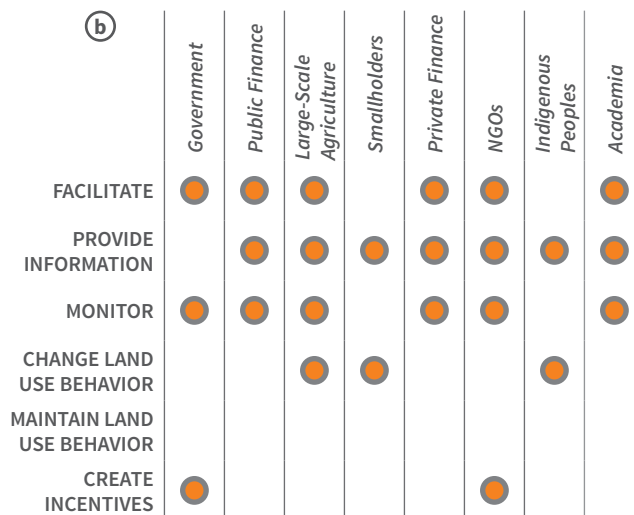 b
Government
Public Finance
Large-Scale
Agriculture
Smallholders
Private Finance
NGOs
Indigenous
Peoples
Academia
FACILITATE
PROVIDE
INFORMATION
MONITOR
CHANGE LAND
USE BEHAVIOR
MAINTAIN LAND
USE BEHAVIOR
CREATE
INCENTIVES